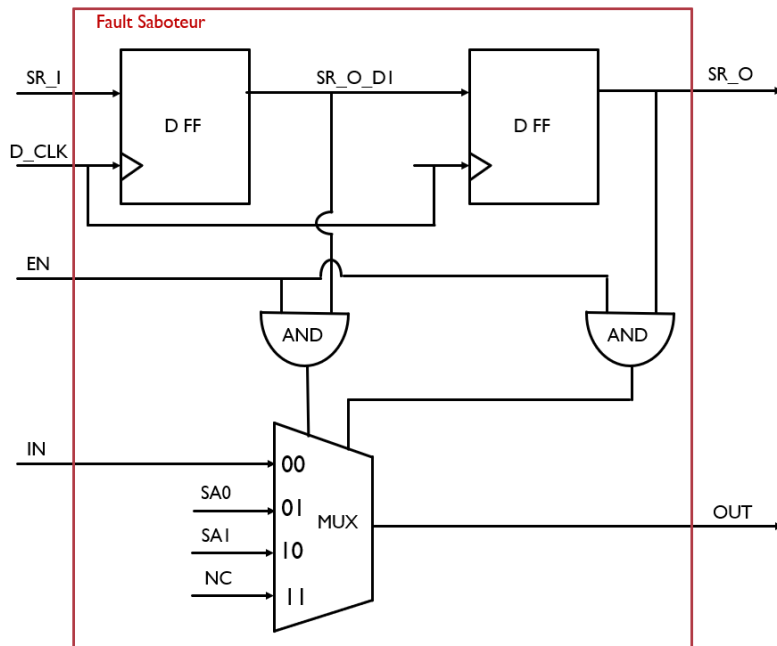 Fault Saboteur
SR_I
SR_O_D1
SR_O
D FF
D FF
D_CLK
EN
AND
AND
IN
00
SA0
01
MUX
OUT
SA1
10
NC
11